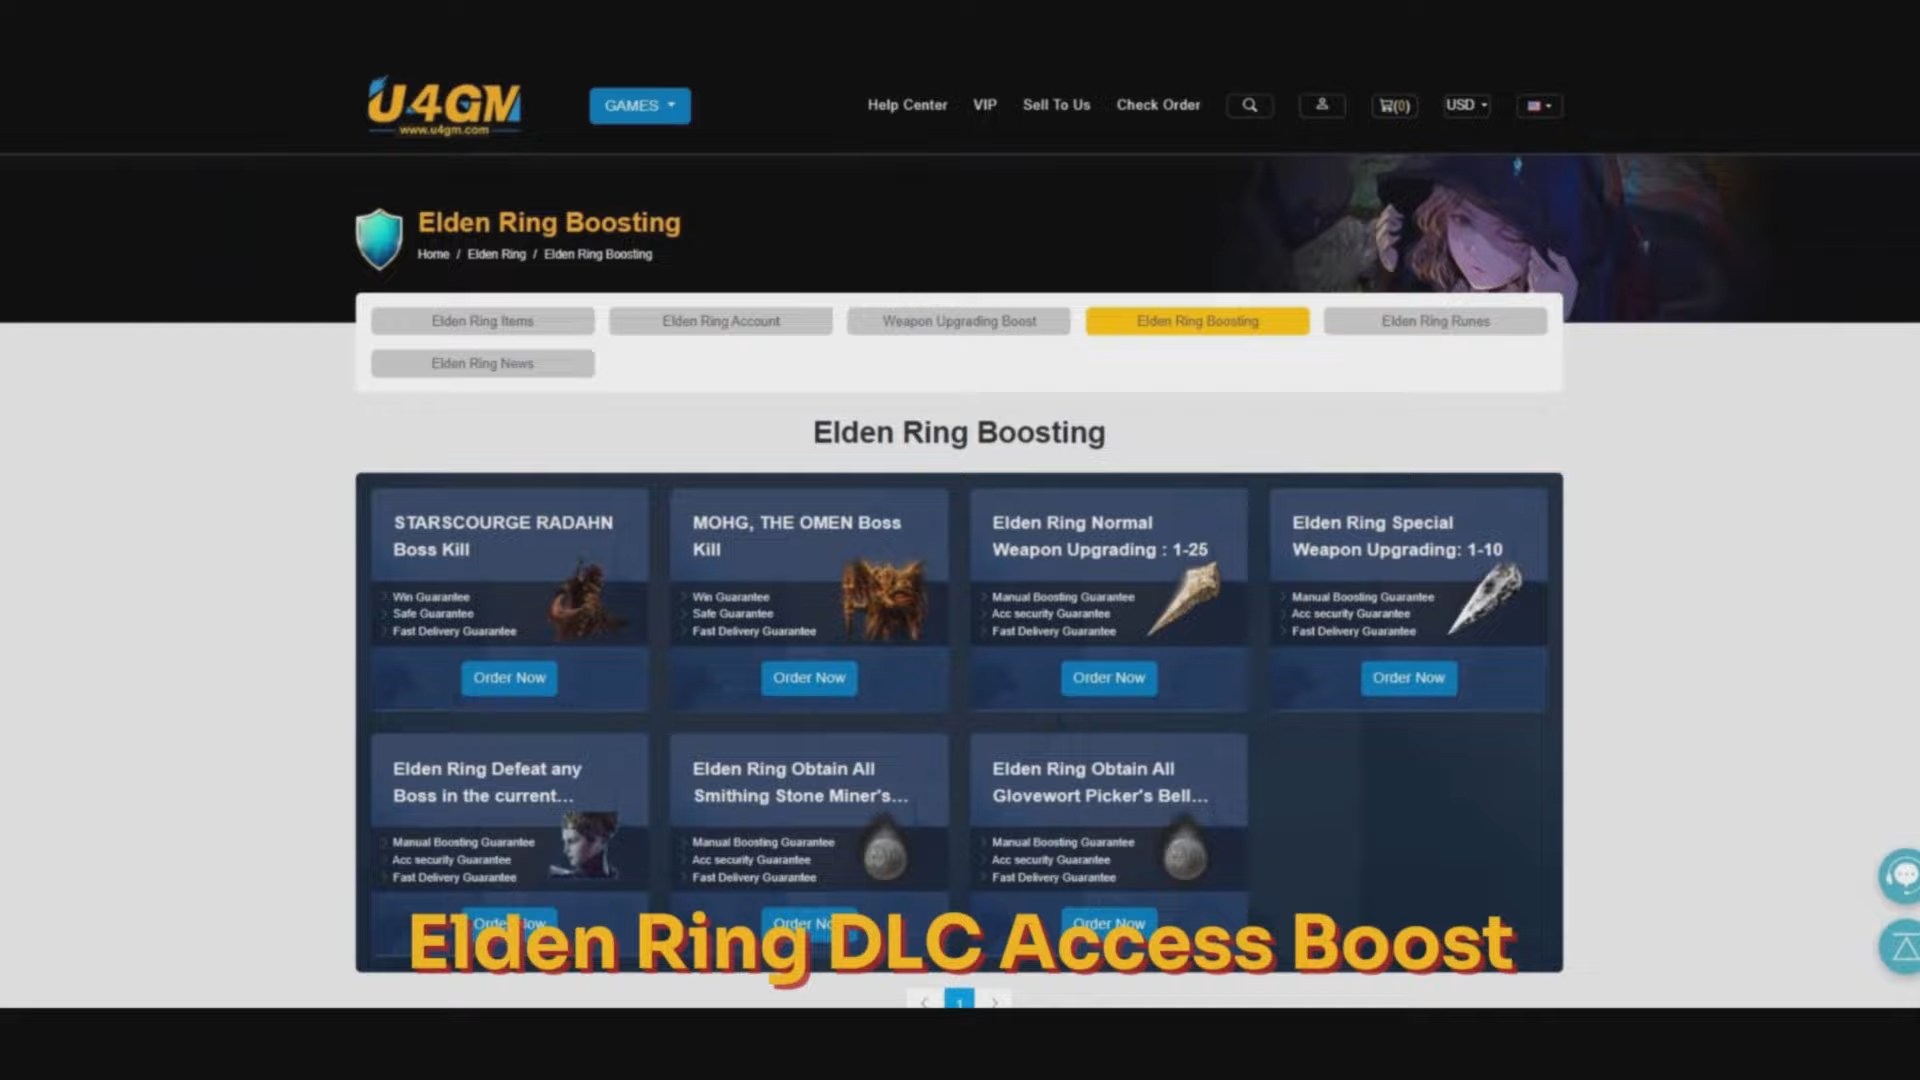 U4GM
www.u4gm.com
GAMES
Help Center
VIP
Sell To Us
Check Order
(0)
USD
Elden Ring Boosting
Home / Elden Ring / Elden Ring Boosting
Elden Ring Items
Elden Ring Account
Weapon Upgrading Boost
Elden Ring Boosting
Elden Ring Runes
Elden Ring News
Elden Ring Boosting
STARSCOURGE RADAHN
Boss Kill
Win Guarantee
Safe Guarantee
Fast Delivery Guarantee
Order Now
MOHG, THE OMEN Boss
Kill
Win Guarantee
Safe Guarantee
Fast Delivery Guarantee
Order Now
Elden Ring Normal
Weapon Upgrading : 1-25
Manual Boosting Guarantee
Acc security Guarantee
Fast Delivery Guarantee
Order Now
Elden Ring Special
Weapon Upgrading: 1-10
Manual Boosting Guarantee
Acc security Guarantee
Fast Delivery Guarantee
Order Now
Elden Ring Defeat any
Boss in the current...
Manual Boosting Guarantee
Acc security Guarantee
Fast Delivery Guarantee
Order Now
Elden Ring Obtain All
Smithing Stone Miner's...
Manual Boosting Guarantee
Acc security Guarantee
Fast Delivery Guarantee
Order Now
Elden Ring Obtain All
Glovewort Picker's Bell...
Manual Boosting Guarantee
Acc security Guarantee
Fast Delivery Guarantee
Order Now
Elden Ring DLC Access Boost
1